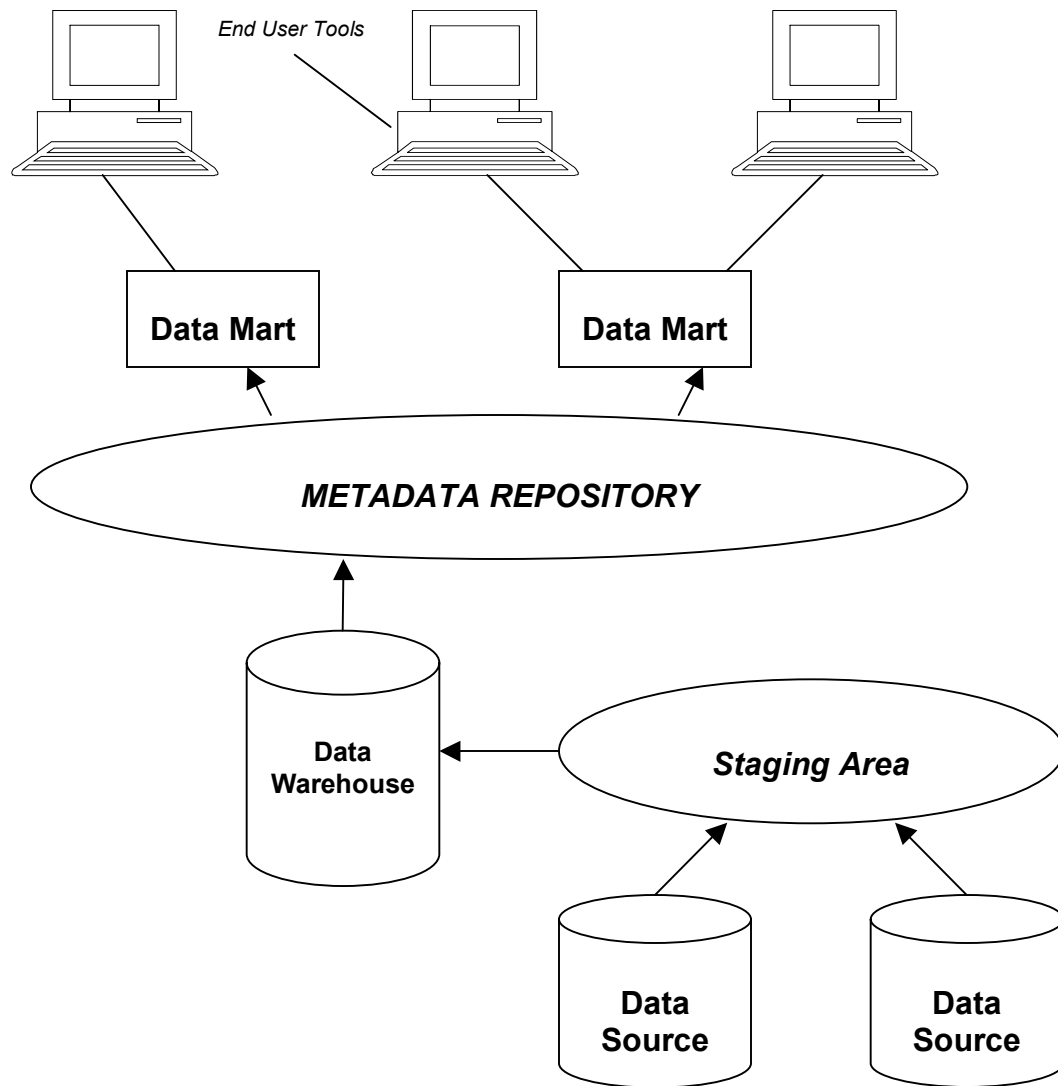 End User Tools
Data Mart
Data Mart
METADATA REPOSITORY
Data
Warehouse
Staging Area
Data
Source
Data
Source